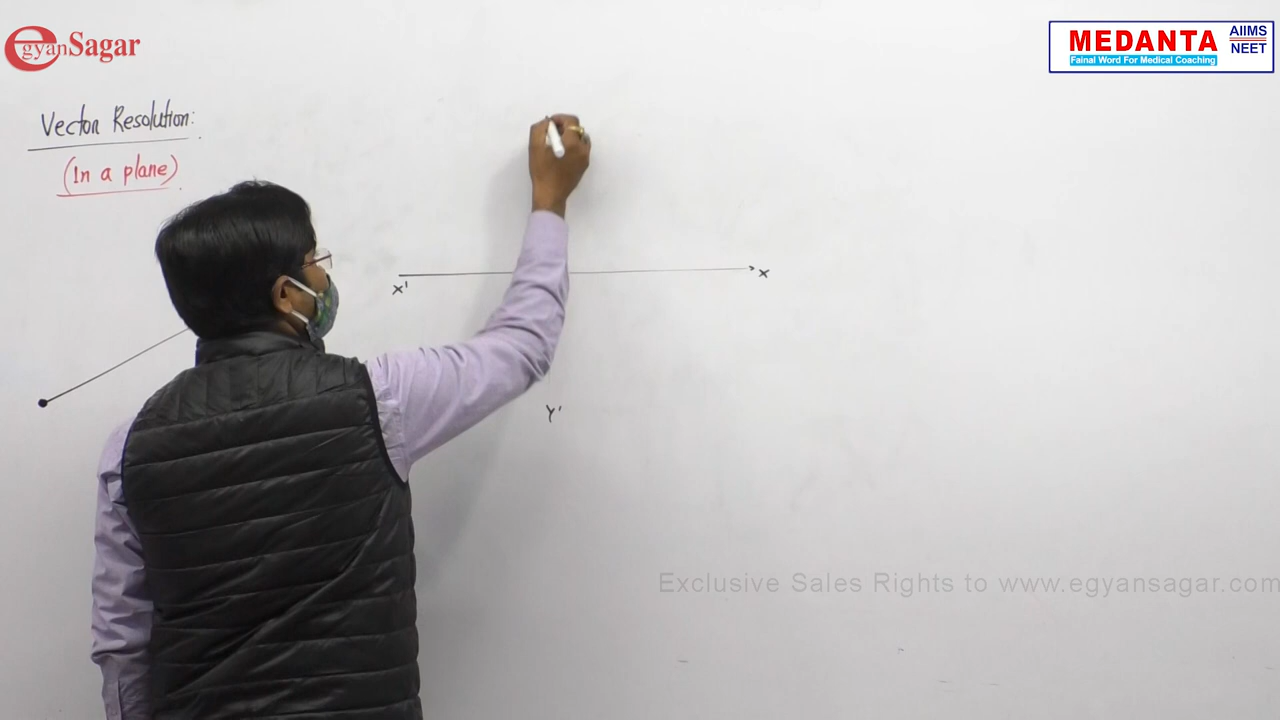 egyanSagar
MEDANTA
AIIMS
NEET
Fainal Word For Medical Coaching
Vector Resolution:
(In a plane)
X'
X
Y'
Exclusive Sales Rights to www.egyansagar.com